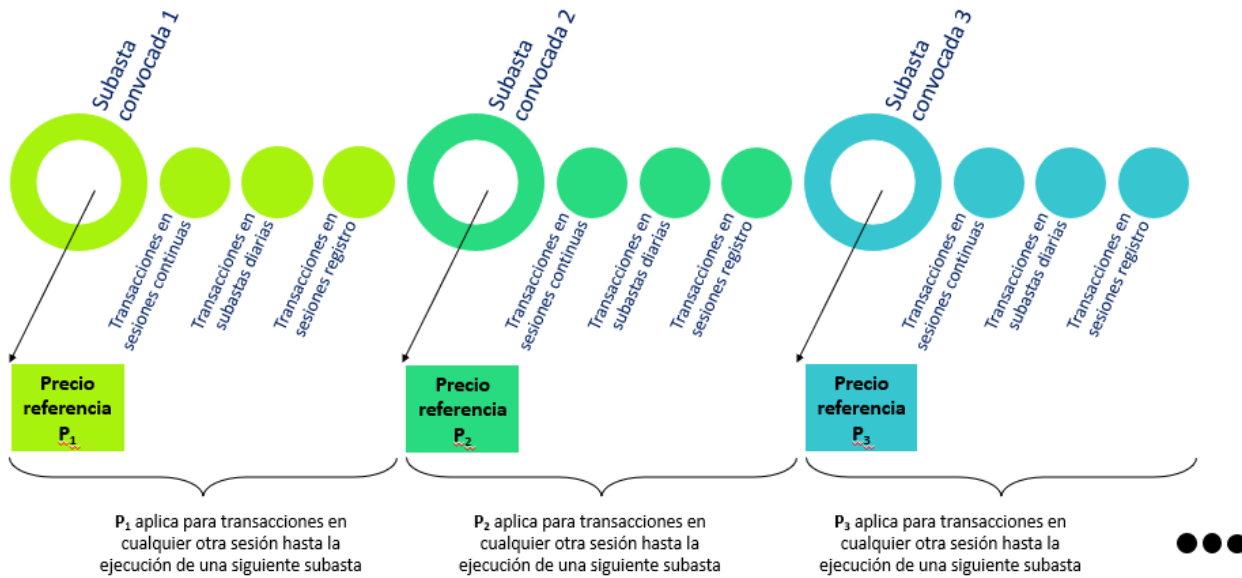 Subasta
convocada 1
Transacciones en
sesiones continuas
Transacciones en
subastas diarias
Transacciones en
sesiones registro
Subasta
convocada 2
Transacciones en
sesiones continuas
Transacciones en
subastas diarias
Transacciones en
sesiones registro
Subasta
convocada 3
Transacciones en
sesiones continuas
Transacciones en
subastas diarias
Transacciones en
sesiones registro
Precio
referencia
P₁
Precio
referencia
P₂
Precio
referencia
P₃
P₁ aplica para transacciones en
cualquier otra sesión hasta la
ejecución de una siguiente subasta
P₂ aplica para transacciones en
cualquier otra sesión hasta la
ejecución de una siguiente subasta
P₃ aplica para transacciones en
cualquier otra sesión hasta la
ejecución de una siguiente subasta